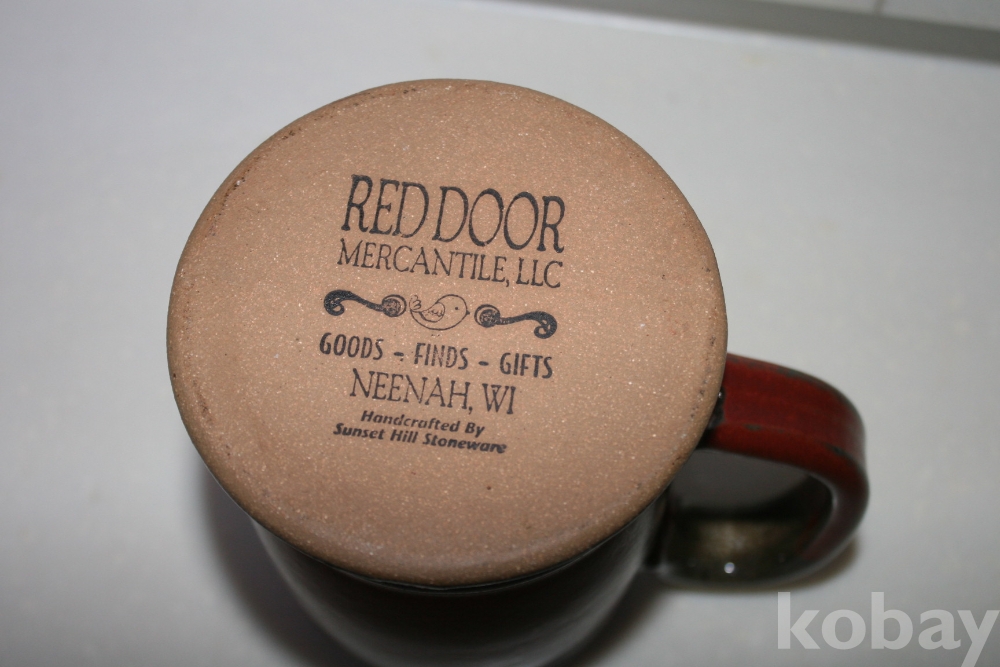 RED DOOR
MERCANTILE, LLC
GOODS - FINDS - GIFTS
NEENAH, WI
Handcrafted By
Sunset Hill Stoneware
kobay